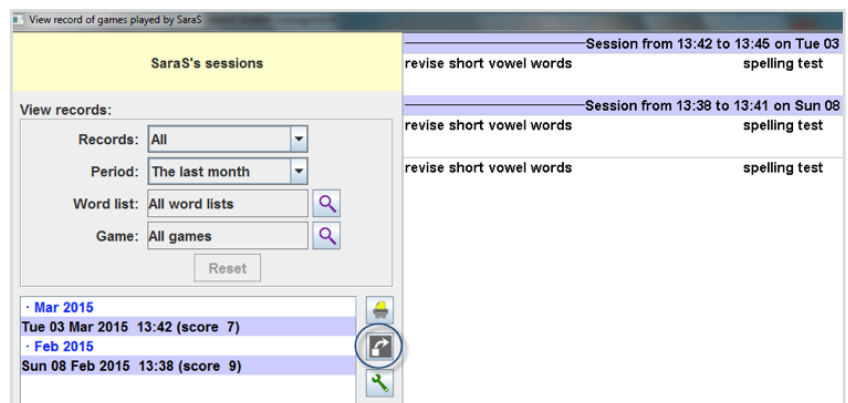 View record of games played by SaraS
SaraS's sessions
View records:
Records: All
Period: The last month
Word list: All word lists
Game: All games
Reset
· Mar 2015
Tue 03 Mar 2015 13:42 (score 7)
· Feb 2015
Sun 08 Feb 2015 13:38 (score 9)
Session from 13:42 to 13:45 on Tue 03
revise short vowel words spelling test
Session from 13:38 to 13:41 on Sun 08
revise short vowel words spelling test
revise short vowel words spelling test